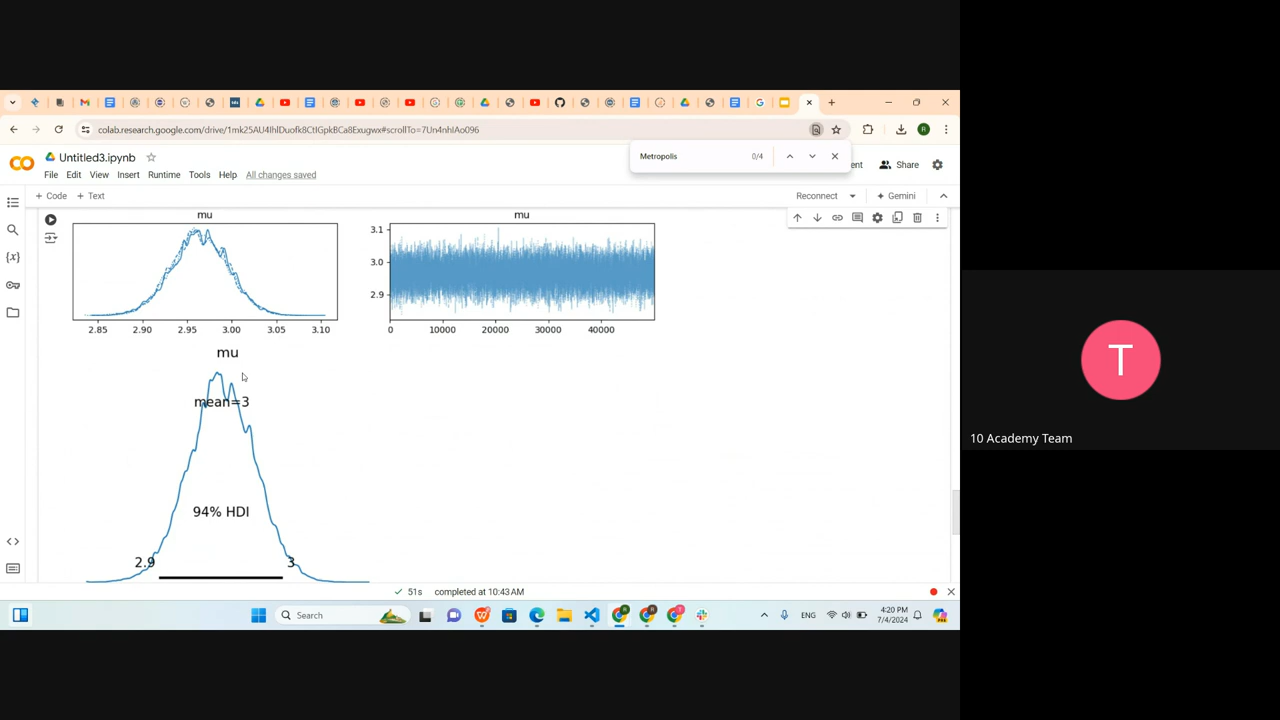 colab.research.google.com/drive/1mk25AU4IhlDuofk8CtIGpkBCa8Exugwx#scrollTo=7Un4nhIAo096
Metropolis 0/4
Untitled3.ipynb
Share
File Edit View Insert Runtime Tools Help All changes saved
+ Code + Text Reconnect Gemini
mu mu
3.1
3.0
2.9
2.85 2.90 2.95 3.00 3.05 3.10 0 10000 20000 30000 40000
mu
mean=3
94% HDI
2.9 3
51s completed at 10:43 AM
T
10 Academy Team
Search
ENG
4:20 PM
7/4/2024